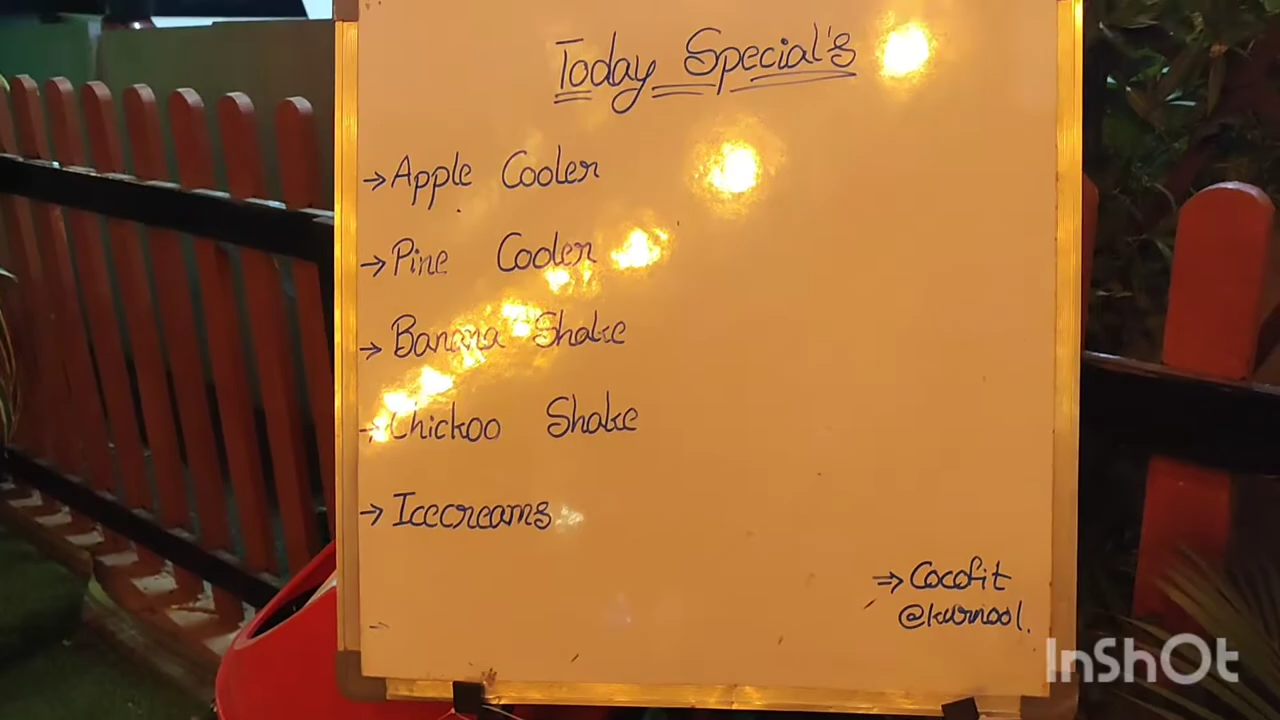 Today Special's
→ Apple Cooler
→ Pine Cooler
→ Banana Shake
→ Chickoo Shake
→ Icecreams
⇒ Cocofit
@kurnool.
InShOt